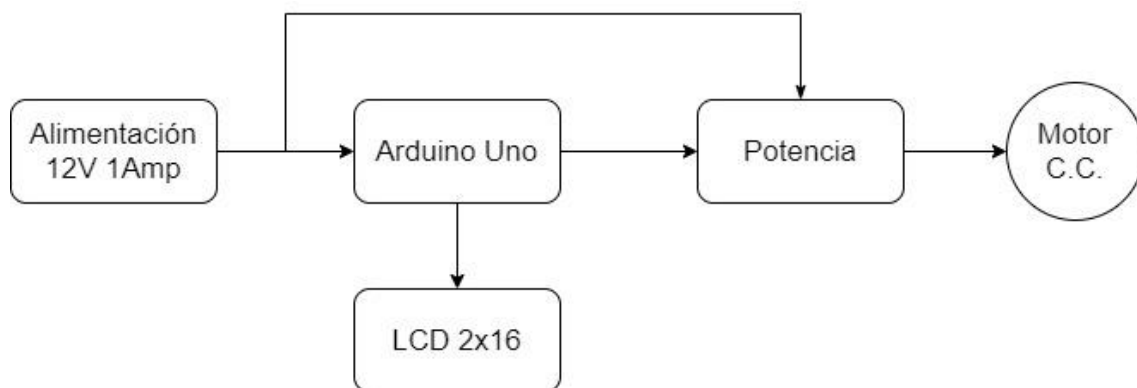 Alimentación
12V 1Amp
Arduino Uno
Potencia
Motor
C.C.
LCD 2x16